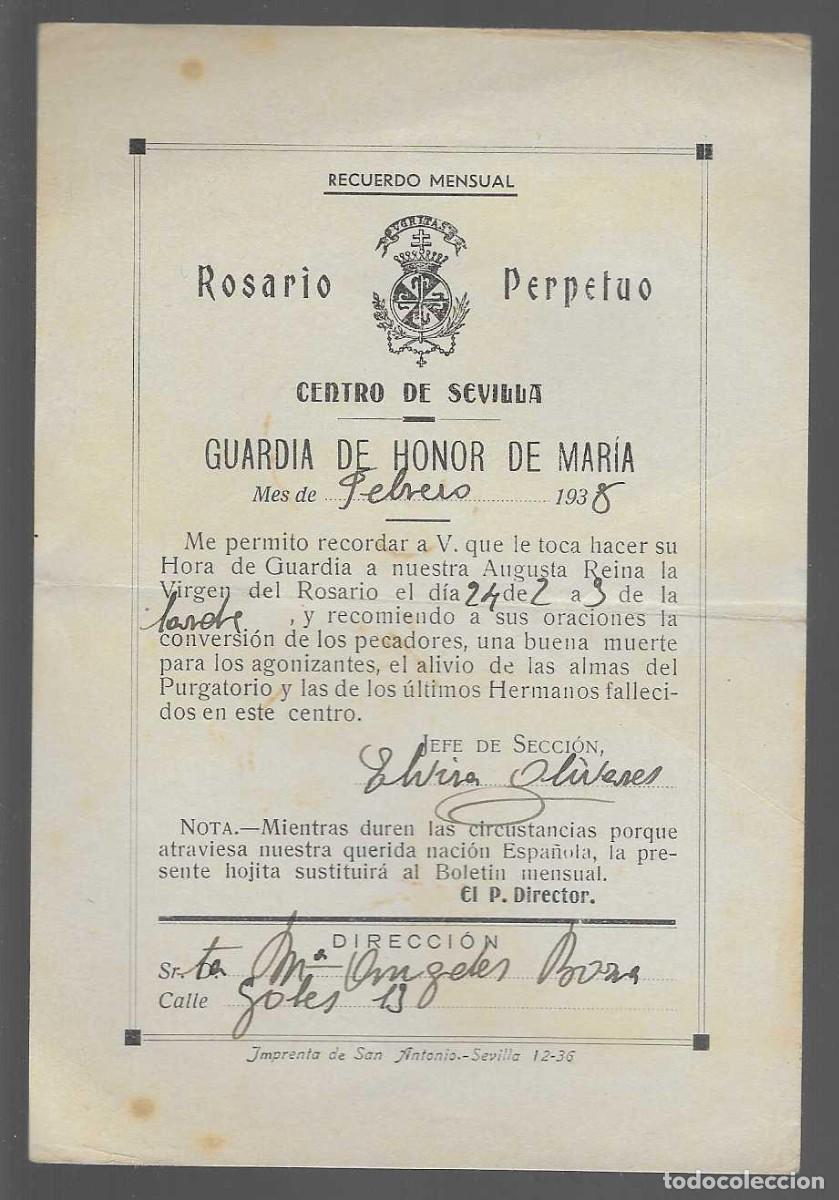 RECUERDO MENSUAL
VERITAS
Rosario Perpetuo
CENTRO DE SEVILLA
GUARDIA DE HONOR DE MARÍA
Mes de Febrero 1938
Me permito recordar a V. que le toca hacer su
Hora de Guardia a nuestra Augusta Reina la
Virgen del Rosario el día 24 de 2 a 3 de la
tarde, y recomiendo a sus oraciones la
conversión de los pecadores, una buena muerte
para los agonizantes, el alivio de las almas del
Purgatorio y las de los últimos Hermanos falleci-
dos en este centro.
JEFE DE SECCIÓN,
Elvira Olivares
NOTA.—Mientras duren las circustancias porque
atraviesa nuestra querida nación Española, la pre-
sente hojita sustituirá al Boletin mensual.
El P. Director.
DIRECCIÓN
Sr.ta Mª Angeles
Calle Goles 13
Imprenta de San Antonio.-Sevilla 12-36
todocoleccion